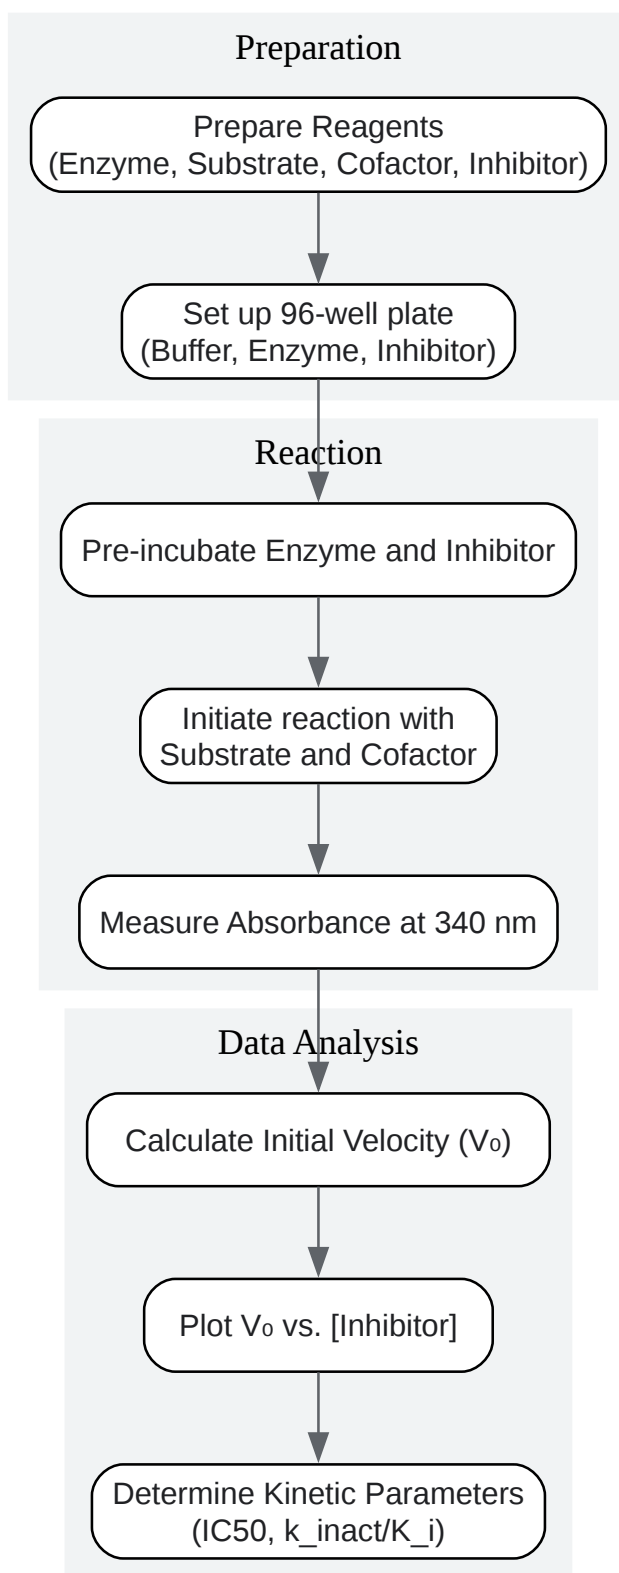 Preparation
Prepare Reagents
(Enzyme, Substrate, Cofactor, Inhibitor)
Set up 96-well plate
(Buffer, Enzyme, Inhibitor)
Reaction
Pre-incubate Enzyme and Inhibitor
Initiate reaction with
Substrate and Cofactor
Measure Absorbance at 340 nm
Data Analysis
Calculate Initial Velocity (V₀)
Plot V₀ vs. [Inhibitor]
Determine Kinetic Parameters
(IC50, k_inact/K_i)